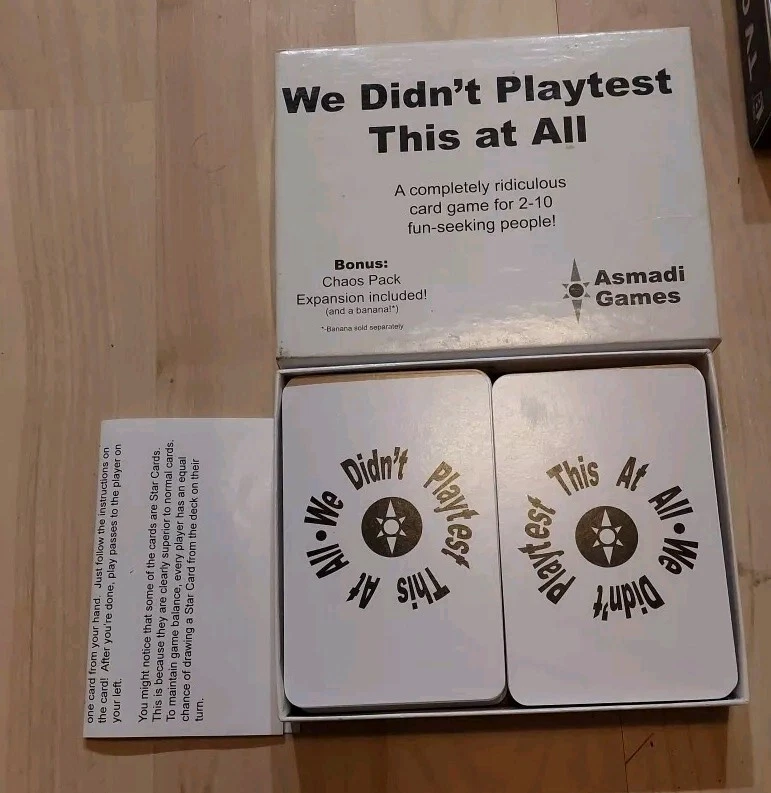 We Didn't Playtest
This at All
A completely ridiculous
card game for 2-10
fun-seeking people!
Bonus:
Chaos Pack
Expansion included!
(and a banana!*)
*-Banana sold separately
Asmadi
Games
We Didn't Playtest This At All •
We Didn't Playtest This At All •
one card from your hand. Just follow the instructions on
the card! After you're done, play passes to the player on
your left.
You might notice that some of the cards are Star Cards.
This is because they are clearly superior to normal cards.
To maintain game balance, every player has an equal
chance of drawing a Star Card from the deck on their
turn.